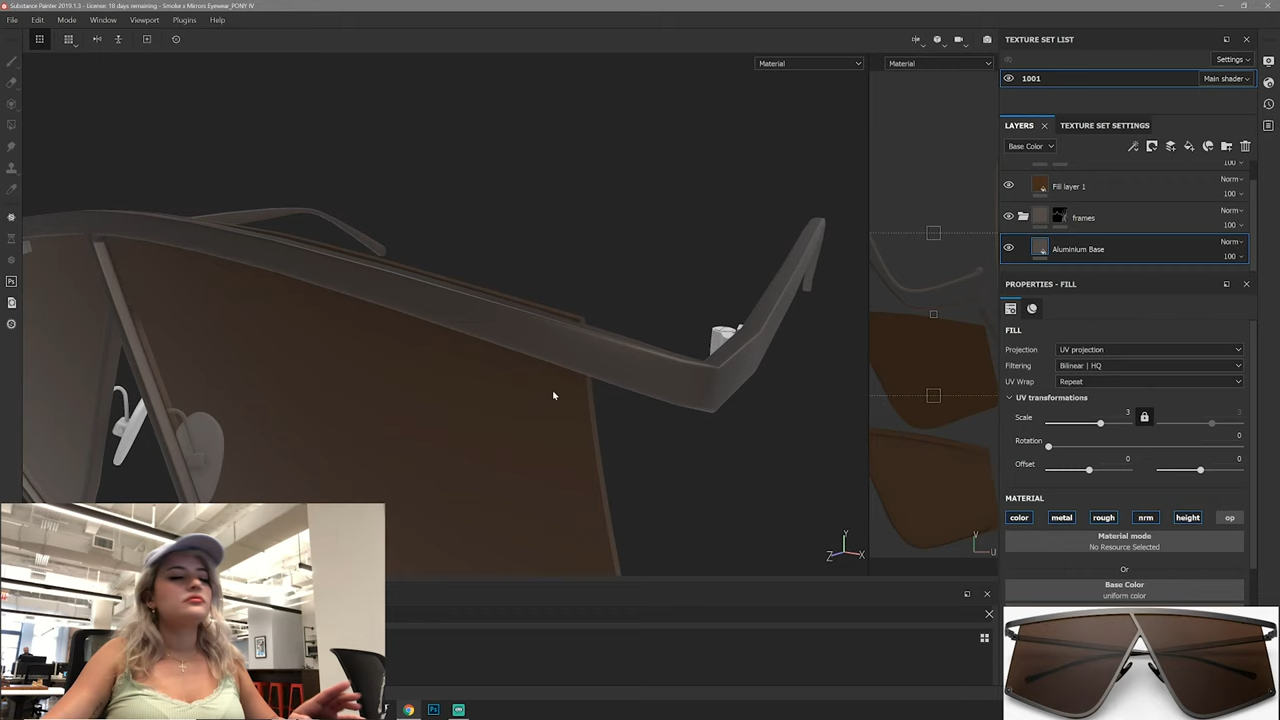 Substance Painter 2019.1.3 - License: 18 days remaining - Smoke x Mirrors Eyewear_PONY IV
File Edit Mode Window Viewport Plugins Help
Material
Material
TEXTURE SET LIST
Settings
1001
Main shader
LAYERS
TEXTURE SET SETTINGS
Base Color
100
Fill layer 1
Norm
100
frames
Norm
100
Aluminium Base
Norm
100
PROPERTIES - FILL
FILL
Projection
UV projection
Filtering
Bilinear | HQ
UV Wrap
Repeat
UV transformations
Scale
3
3
Rotation
0
Offset
0
0
MATERIAL
color
metal
rough
nrm
height
op
Material mode
No Resource Selected
Or
Base Color
uniform color
Y
Z
X
V
U
Ps
Ps